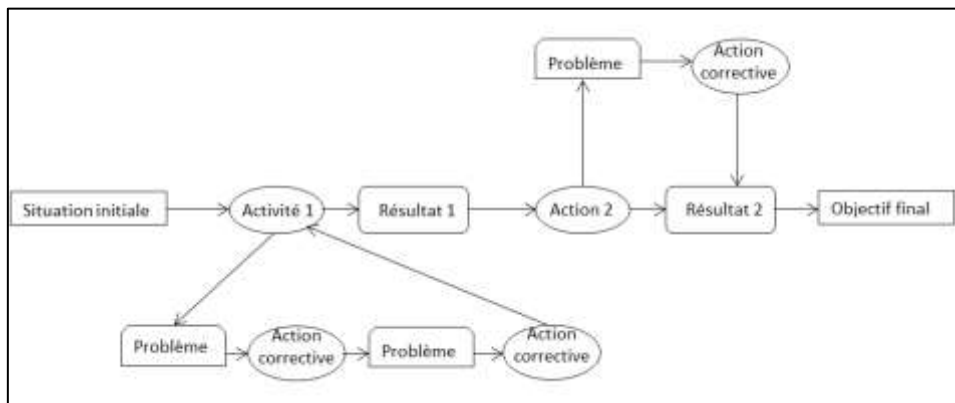 Problème
Action
corrective
Situation initiale
Activité 1
Résultat 1
Action 2
Résultat 2
Objectif final
Problème
Action
corrective
Problème
Action
corrective